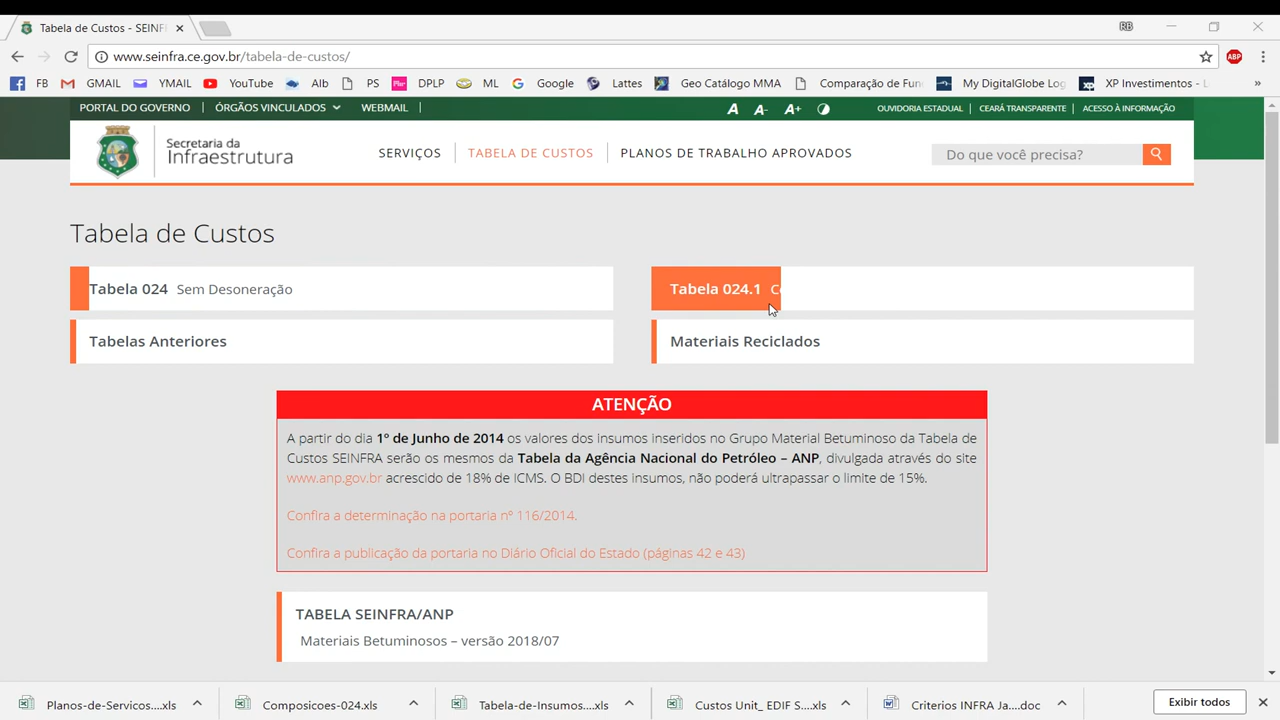 Tabela de Custos - SEINFR
RB
www.seinfra.ce.gov.br/tabela-de-custos/
ABP
FB GMAIL YMAIL YouTube Alb PS DPLP ML Google Lattes Geo Catálogo MMA Comparação de Fun My DigitalGlobe Log XP Investimentos - L »
PORTAL DO GOVERNO | ÓRGÃOS VINCULADOS | WEBMAIL | A A- A+ OUVIDORIA ESTADUAL | CEARÁ TRANSPARENTE | ACESSO À INFORMAÇÃO
Secretaria da
Infraestrutura
SERVIÇOS TABELA DE CUSTOS PLANOS DE TRABALHO APROVADOS Do que você precisa?
Tabela de Custos
Tabela 024 Sem Desoneração Tabela 024.1
Tabelas Anteriores Materiais Reciclados
ATENÇÃO
A partir do dia 1º de Junho de 2014 os valores dos Insumos inseridos no Grupo Material Betuminoso da Tabela de
Custos SEINFRA serão os mesmos da Tabela da Agência Nacional do Petróleo – ANP, divulgada através do site
www.anp.gov.br acrescido de 18% de ICMS. O BDI destes insumos, não poderá ultrapassar o limite de 15%.
Confira a determinação na portaria nº 116/2014.
Confira a publicação da portaria no Diário Oficial do Estado (páginas 42 e 43)
TABELA SEINFRA/ANP
Materiais Betuminosos – versão 2018/07
Planos-de-Servicos....xls Composicoes-024.xls Tabela-de-Insumos....xls Custos Unit_ EDIF S....xls Criterios INFRA Ja....doc Exibir todos